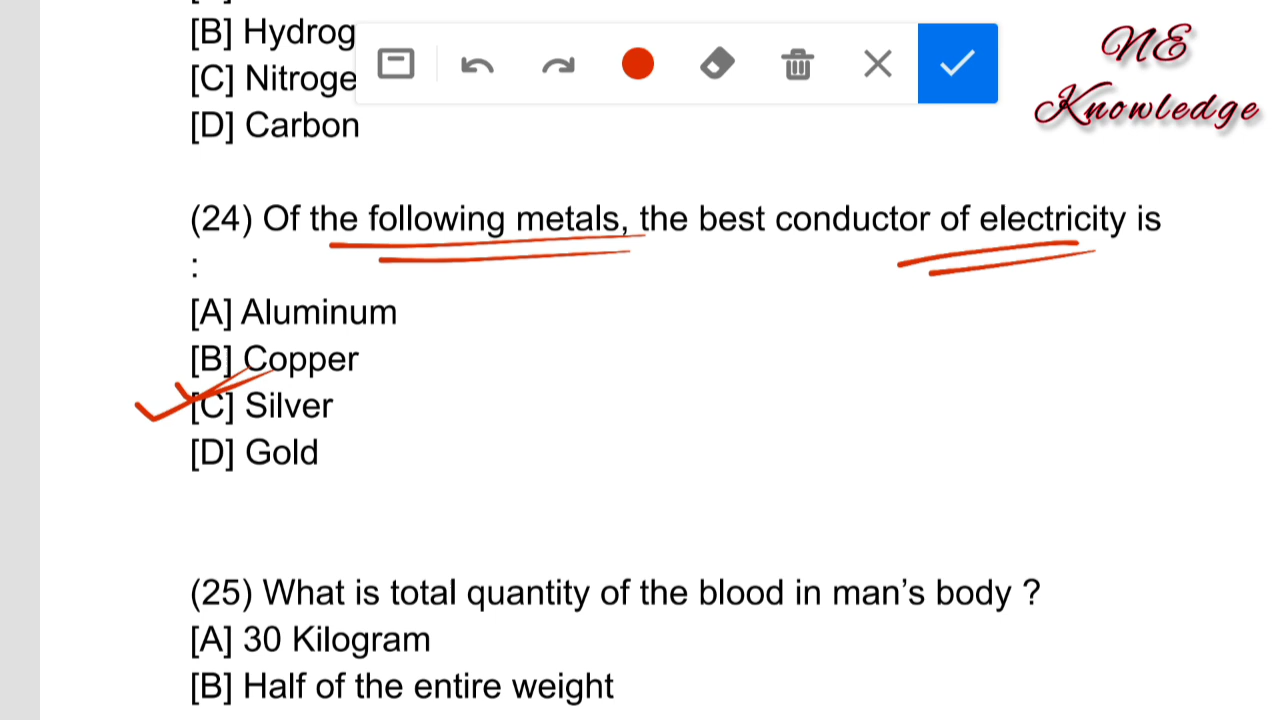 [B] Hydrog
[C] Nitroge
[D] Carbon
NE
Knowledge
(24) Of the following metals, the best conductor of electricity is
:
[A] Aluminum
[B] Copper
[C] Silver
[D] Gold
(25) What is total quantity of the blood in man’s body ?
[A] 30 Kilogram
[B] Half of the entire weight